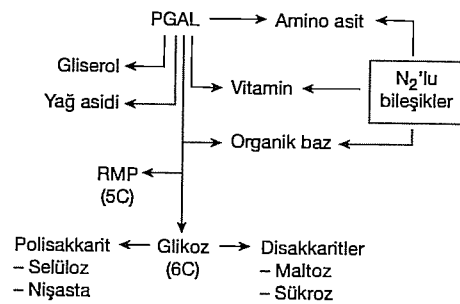 PGAL
Amino asit
Gliserol
Yağ asidi
Vitamin
N₂'lu
bileşikler
Organik baz
RMP
(5C)
Polisakkarit
– Selüloz
– Nişasta
Glikoz
(6C)
Disakkaritler
– Maltoz
– Sükroz